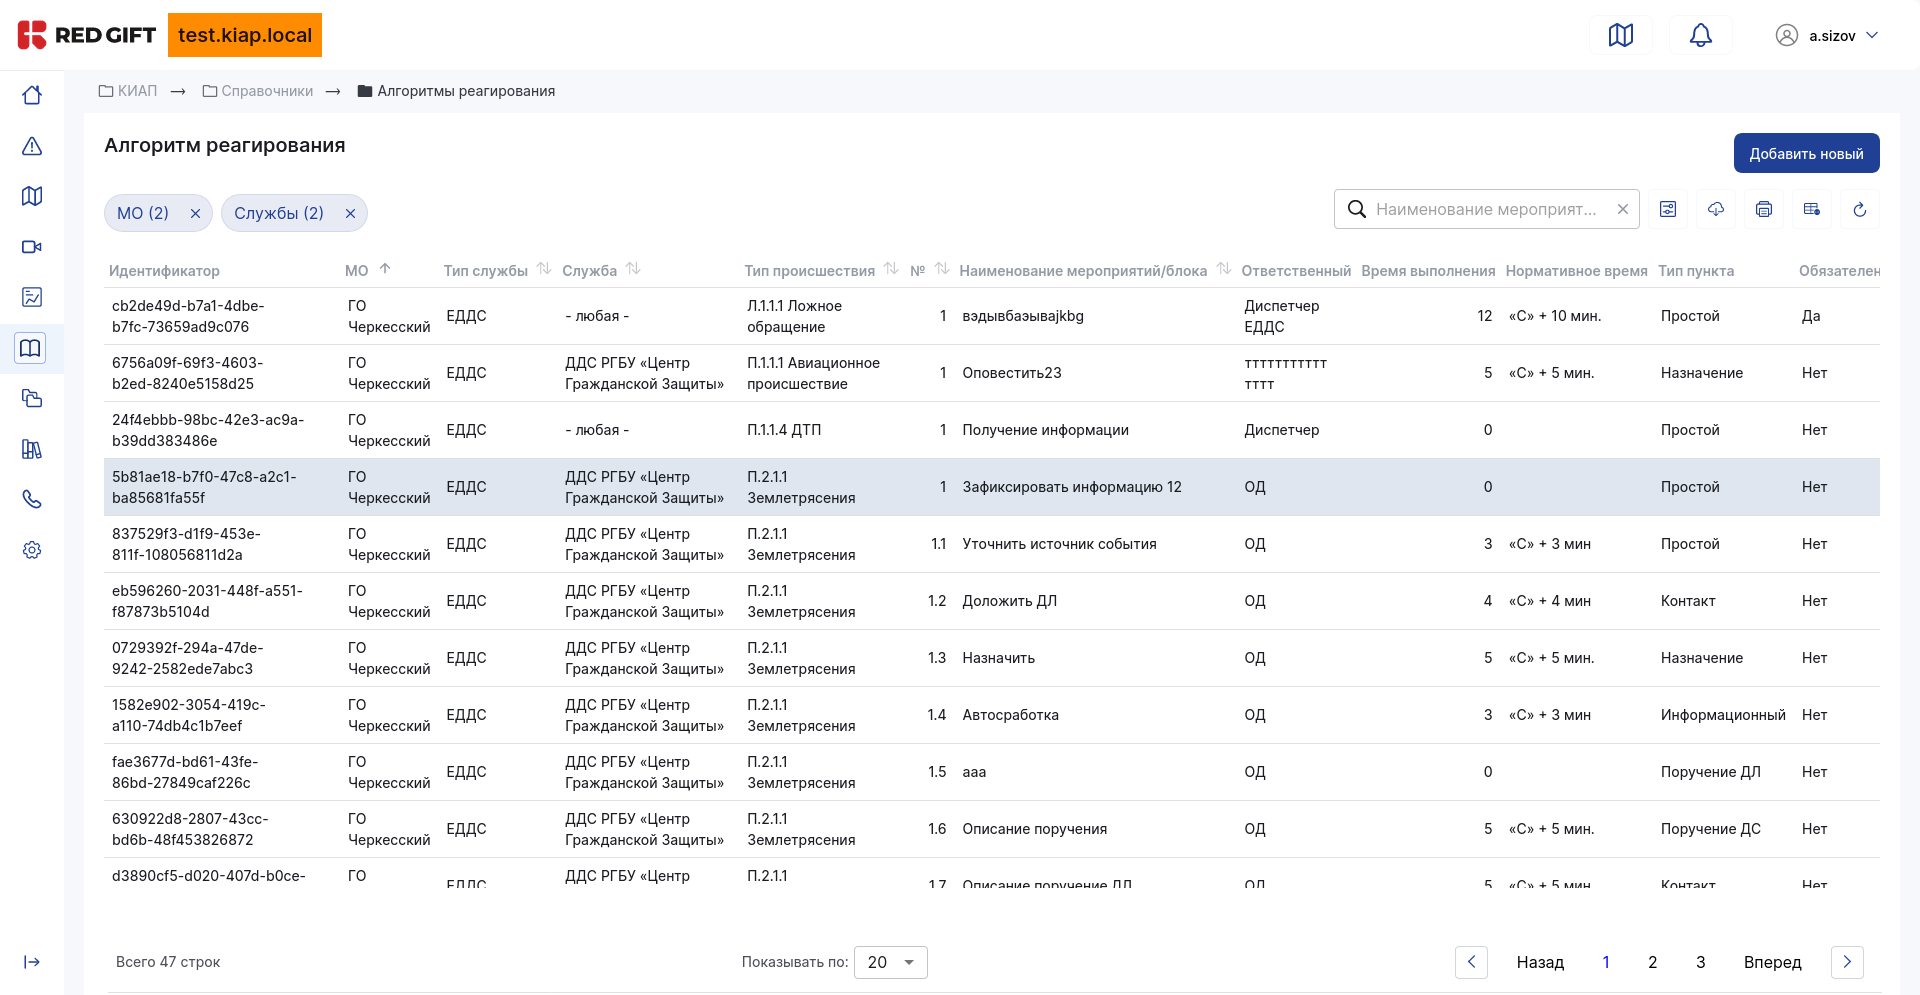 RED GIFT test.kiap.local a.sizov
КИАП → Справочники → Алгоритмы реагирования
Алгоритм реагирования
Добавить новый
МО (2) Службы (2) Наименование мероприят...
Идентификатор МО Тип службы Служба Тип происшествия № Наименование мероприятий/блока Ответственный Время выполнения Нормативное время Тип пункта Обязателен
cb2de49d-b7a1-4dbe- ГО Л.1.1.1 Ложное Диспетчер
ЕДДС - любая - 1 вэдывбаэывajkbg 12 «С» + 10 мин. Простой Да
b7fc-73659ad9c076 Черкесский обращение ЕДДС
6756a09f-69f3-4603- ГО ДДС РГБУ «Центр П.1.1.1 Авиационное ттттттттттт
ЕДДС 1 Оповестить23 5 «С» + 5 мин. Назначение Нет
b2ed-8240e5158d25 Черкесский Гражданской Защиты» происшествие тттт
24f4ebbb-98bc-42e3-ac9a- ГО
ЕДДС - любая - П.1.1.4 ДТП 1 Получение информации Диспетчер 0 Простой Нет
b39dd383486e Черкесский
5b81ae18-b7f0-47c8-a2c1- ГО ДДС РГБУ «Центр П.2.1.1
ЕДДС 1 Зафиксировать информацию 12 ОД 0 Простой Нет
ba85681fa55f Черкесский Гражданской Защиты» Землетрясения
837529f3-d1f9-453e- ГО ДДС РГБУ «Центр П.2.1.1
ЕДДС 1.1 Уточнить источник события ОД 3 «С» + 3 мин Простой Нет
811f-108056811d2a Черкесский Гражданской Защиты» Землетрясения
eb596260-2031-448f-a551- ГО ДДС РГБУ «Центр П.2.1.1
ЕДДС 1.2 Доложить ДЛ ОД 4 «С» + 4 мин Контакт Нет
f87873b5104d Черкесский Гражданской Защиты» Землетрясения
0729392f-294a-47de- ГО ДДС РГБУ «Центр П.2.1.1
ЕДДС 1.3 Назначить ОД 5 «С» + 5 мин. Назначение Нет
9242-2582ede7abc3 Черкесский Гражданской Защиты» Землетрясения
1582e902-3054-419c- ГО ДДС РГБУ «Центр П.2.1.1
ЕДДС 1.4 Автосработка ОД 3 «С» + 3 мин Информационный Нет
a110-74db4c1b7eef Черкесский Гражданской Защиты» Землетрясения
fae3677d-bd61-43fe- ГО ДДС РГБУ «Центр П.2.1.1
ЕДДС 1.5 ааа ОД 0 Поручение ДЛ Нет
86bd-27849caf226c Черкесский Гражданской Защиты» Землетрясения
630922d8-2807-43cc- ГО ДДС РГБУ «Центр П.2.1.1
ЕДДС 1.6 Описание поручения ОД 5 «С» + 5 мин. Поручение ДС Нет
bd6b-48f453826872 Черкесский Гражданской Защиты» Землетрясения
d3890cf5-d020-407d-b0ce- ГО ДДС РГБУ «Центр П.2.1.1
ЕДДС 1.7 Описание поручение ДЛ ОД 5 «С» + 5 мин. Контакт Нет
Всего 47 строк Показывать по: 20 Назад 1 2 3 Вперед